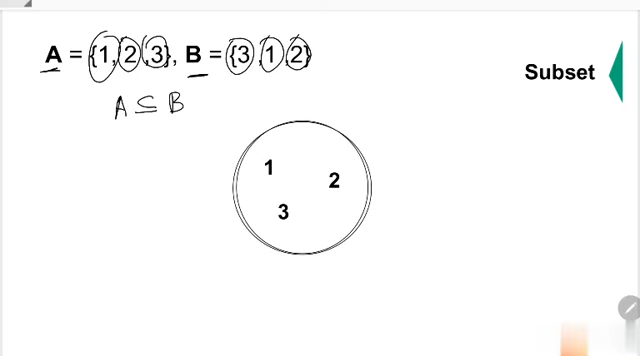 A = {1, 2, 3}, B = {3, 1, 2}
Subset
A ⊆ B
1
2
3